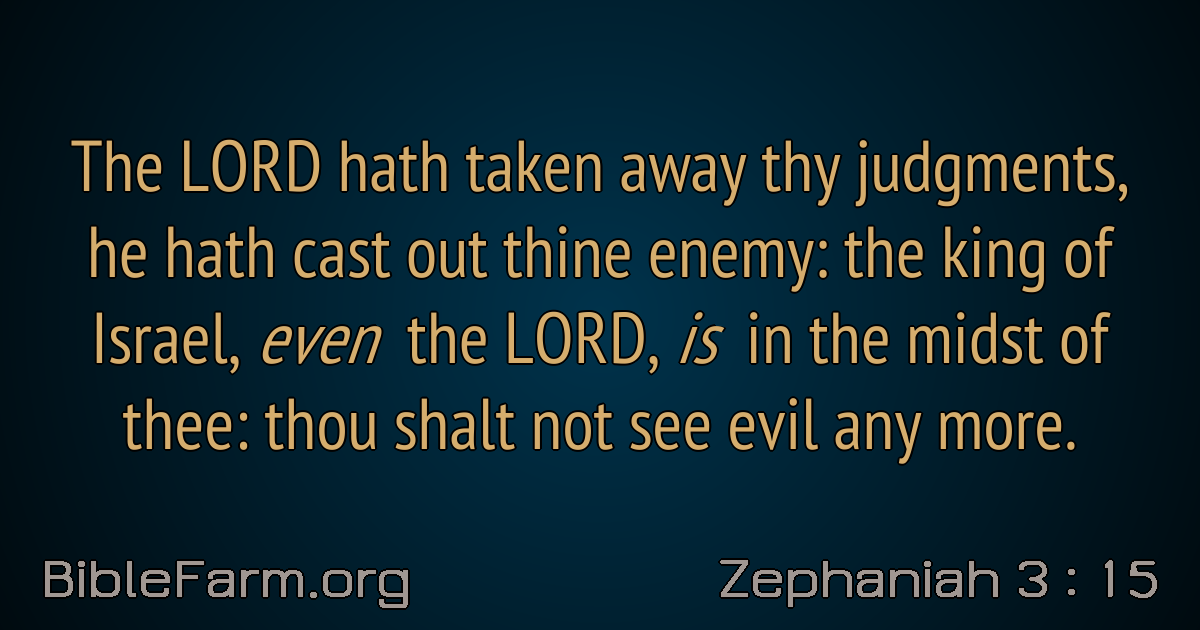 The LORD hath taken away thy judgments,
he hath cast out thine enemy: the king of
Israel, even the LORD, is in the midst of
thee: thou shalt not see evil any more.
BibleFarm.org
Zephaniah 3 : 15